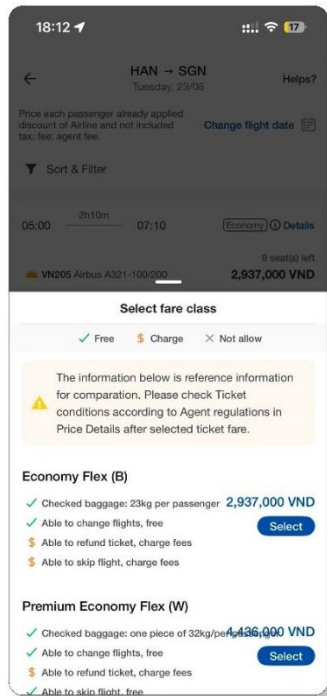 18:12
17
HAN → SGN
Helps?
Tuesday, 23/06
Price each passenger already applied
discount of Airline and not included
tax; fee; agent fee.
Change flight date
Sort & Filter
2h10m
05:00
07:10
Economy
Details
9 seat(s) left
VN205 Airbus A321-100/200
2,937,000 VND
Select fare class
✓ Free
$ Charge
× Not allow
The information below is reference information
for comparation. Please check Ticket
conditions according to Agent regulations in
Price Details after selected ticket fare.
Economy Flex (B)
✓ Checked baggage: 23kg per passenger
2,937,000 VND
✓ Able to change flights, free
Select
$ Able to refund ticket, charge fees
$ Able to skip flight, charge fees
Premium Economy Flex (W)
✓ Checked baggage: one piece of 32kg/per
4,436,000 VND
✓ Able to change flights, free
Select
$ Able to refund ticket, charge fees
✓ Able to skip flight, free